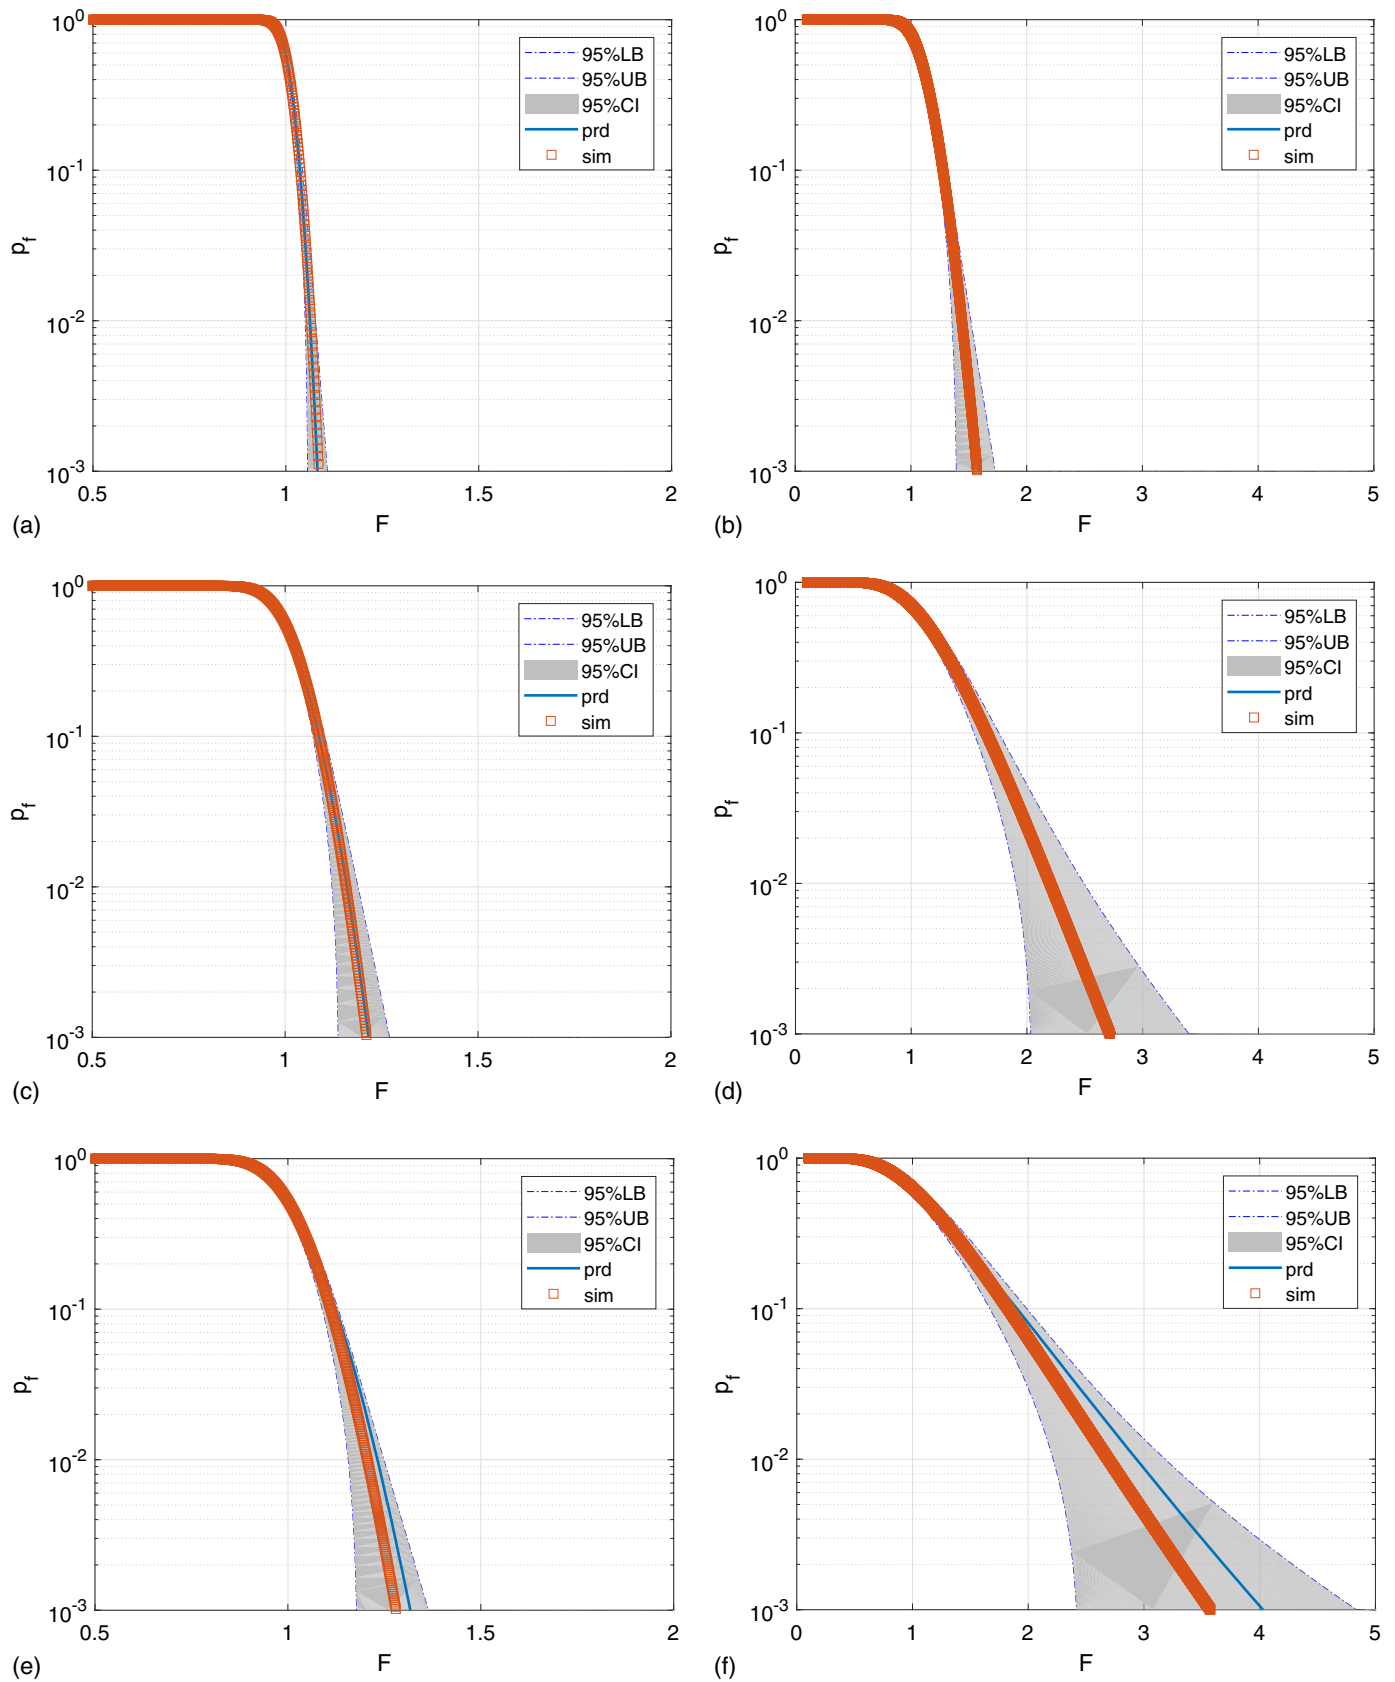 10^0
10^-1
10^-2
10^-3
p_f
0.5
1
1.5
2
F
95%LB
95%UB
95%CI
prd
sim
(a)
10^0
10^-1
10^-2
10^-3
p_f
0
1
2
3
4
5
F
95%LB
95%UB
95%CI
prd
sim
(b)
10^0
10^-1
10^-2
10^-3
p_f
0.5
1
1.5
2
F
95%LB
95%UB
95%CI
prd
sim
(c)
10^0
10^-1
10^-2
10^-3
p_f
0
1
2
3
4
5
F
95%LB
95%UB
95%CI
prd
sim
(d)
10^0
10^-1
10^-2
10^-3
p_f
0.5
1
1.5
2
F
95%LB
95%UB
95%CI
prd
sim
(e)
10^0
10^-1
10^-2
10^-3
p_f
0
1
2
3
4
5
F
95%LB
95%UB
95%CI
prd
sim
(f)